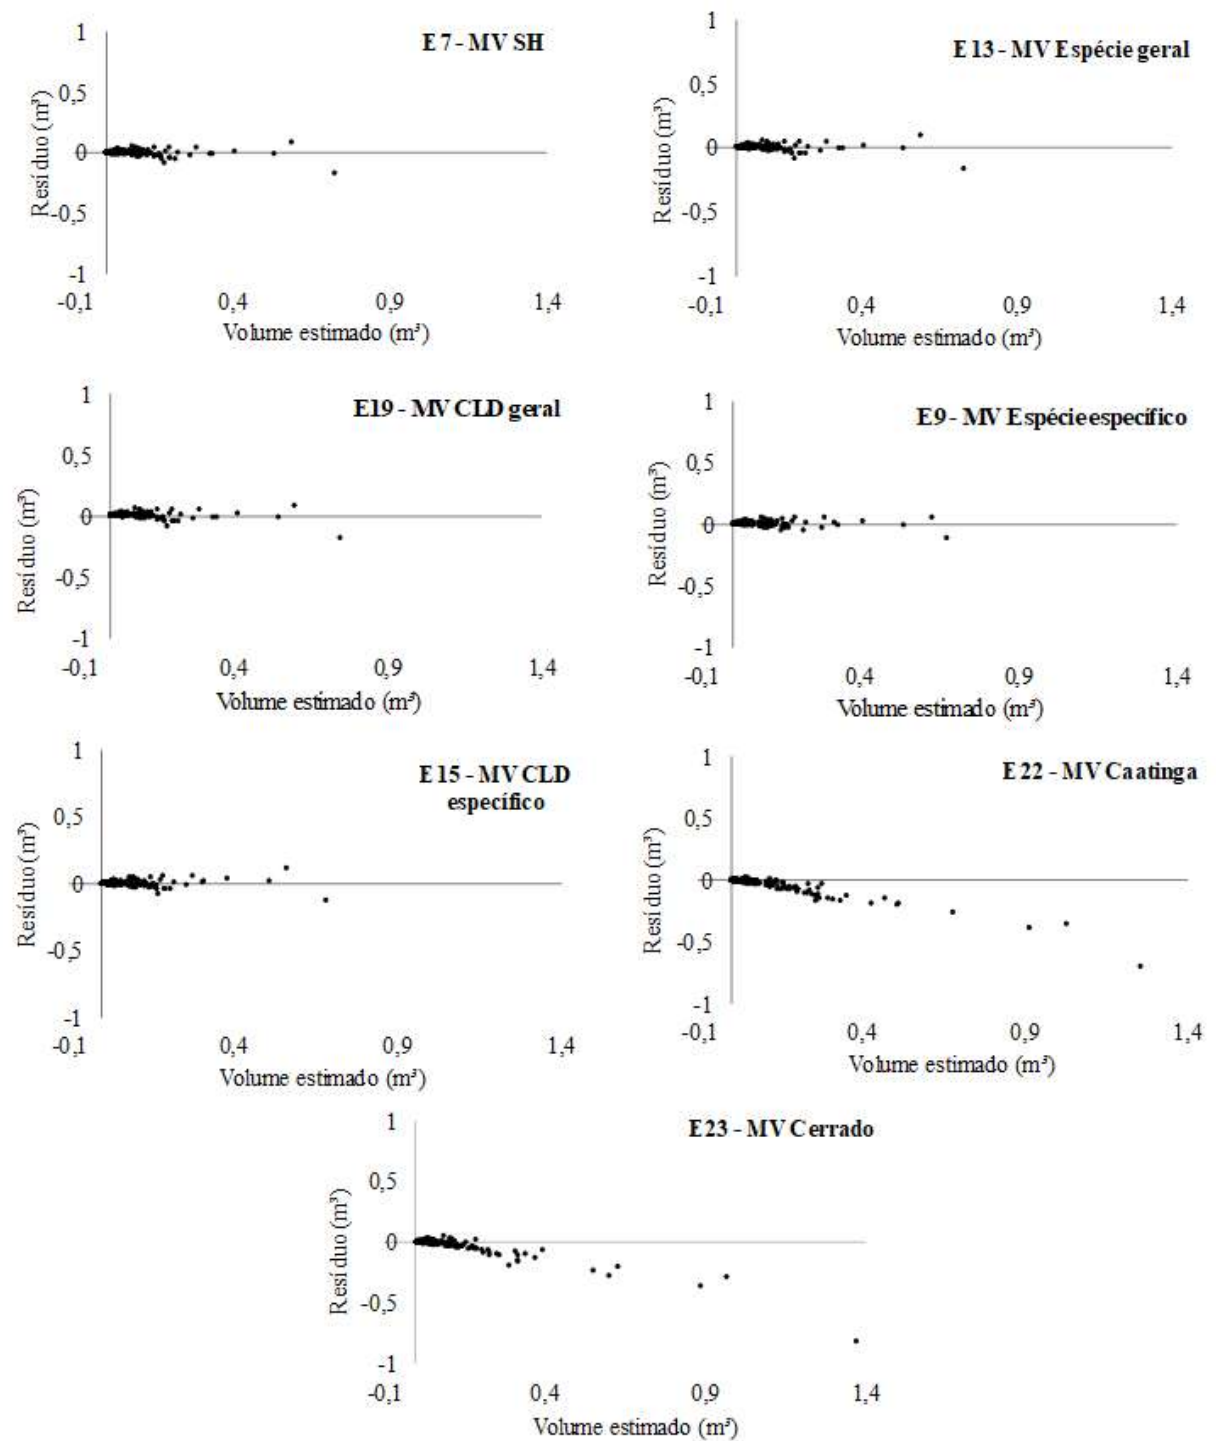 E7 - MV SH
1
0,5
0
-0,5
-1
Resíduo (m³)
-0,1
0,4
0,9
1,4
Volume estimado (m³)
E13 - MV Espécie geral
1
0,5
0
-0,5
-1
Resíduo (m³)
-0,1
0,4
0,9
1,4
Volume estimado (m³)
E19 - MV CLD geral
1
0,5
0
-0,5
-1
Resíduo (m³)
-0,1
0,4
0,9
1,4
Volume estimado (m³)
E9 - MV Espécie específico
1
0,5
0
-0,5
-1
Resíduo (m³)
-0,1
0,4
0,9
1,4
Volume estimado (m³)
E15 - MV CLD
específico
1
0,5
0
-0,5
-1
Resíduo (m³)
-0,1
0,4
0,9
1,4
Volume estimado (m³)
E22 - MV Caatinga
1
0,5
0
-0,5
-1
Resíduo (m³)
-0,1
0,4
0,9
1,4
Volume estimado (m³)
E23 - MV Cerrado
1
0,5
0
-0,5
-1
Resíduo (m³)
-0,1
0,4
0,9
1,4
Volume estimado (m³)